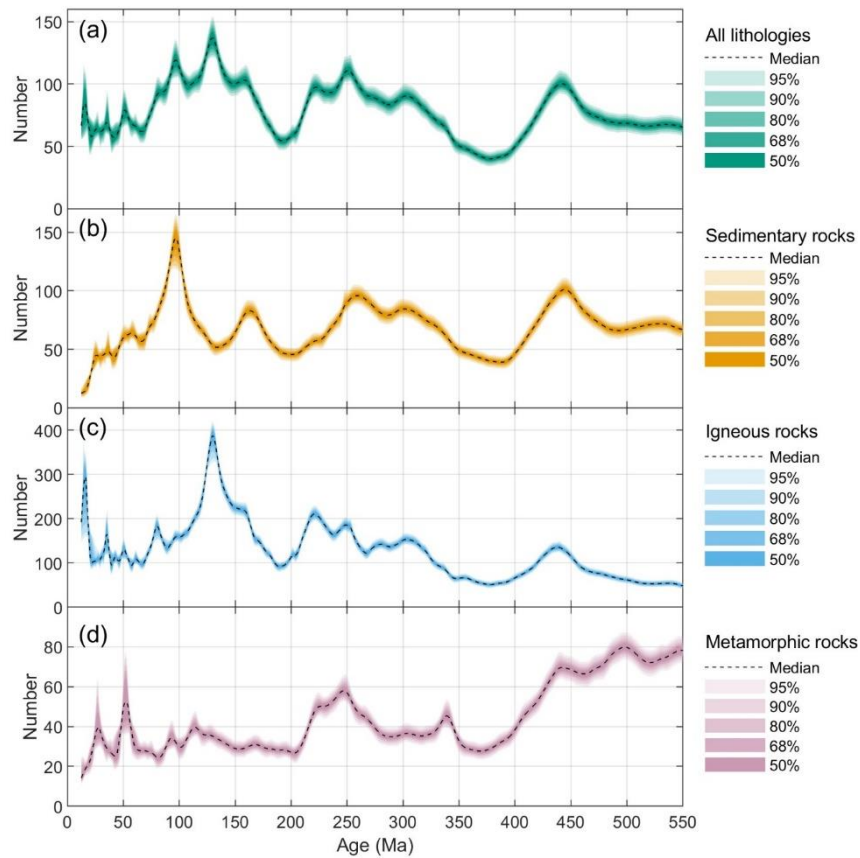 (a)
150
100
50
0
Number
All lithologies
Median
95%
90%
80%
68%
50%
(b)
150
100
50
0
Number
Sedimentary rocks
Median
95%
90%
80%
68%
50%
(c)
400
300
200
100
0
Number
Igneous rocks
Median
95%
90%
80%
68%
50%
(d)
80
60
40
20
0
Number
Metamorphic rocks
Median
95%
90%
80%
68%
50%
0 50 100 150 200 250 300 350 400 450 500 550
Age (Ma)